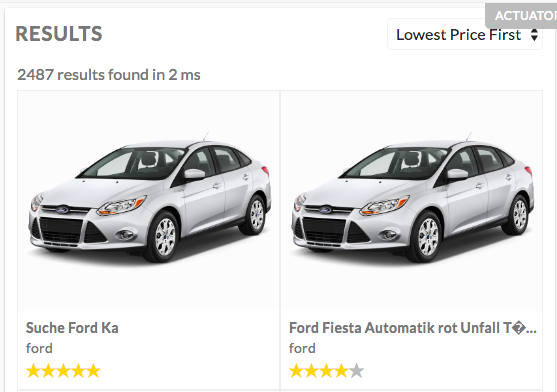 ACTUATOR
RESULTS
Lowest Price First
2487 results found in 2 ms
Suche Ford Ka
ford
Ford Fiesta Automatik rot Unfall T�...
ford